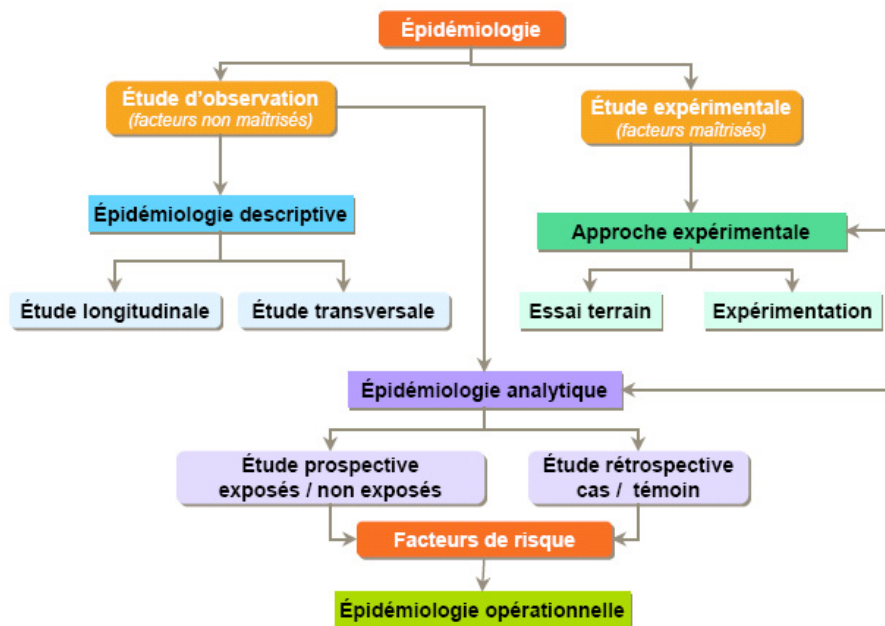 Épidémiologie
Étude d'observation
(facteurs non maîtrisés)
Étude expérimentale
(facteurs maîtrisés)
Épidémiologie descriptive
Approche expérimentale
Étude longitudinale
Étude transversale
Essai terrain
Expérimentation
Épidémiologie analytique
Étude prospective
exposés / non exposés
Étude rétrospective
cas / témoin
Facteurs de risque
Épidémiologie opérationnelle